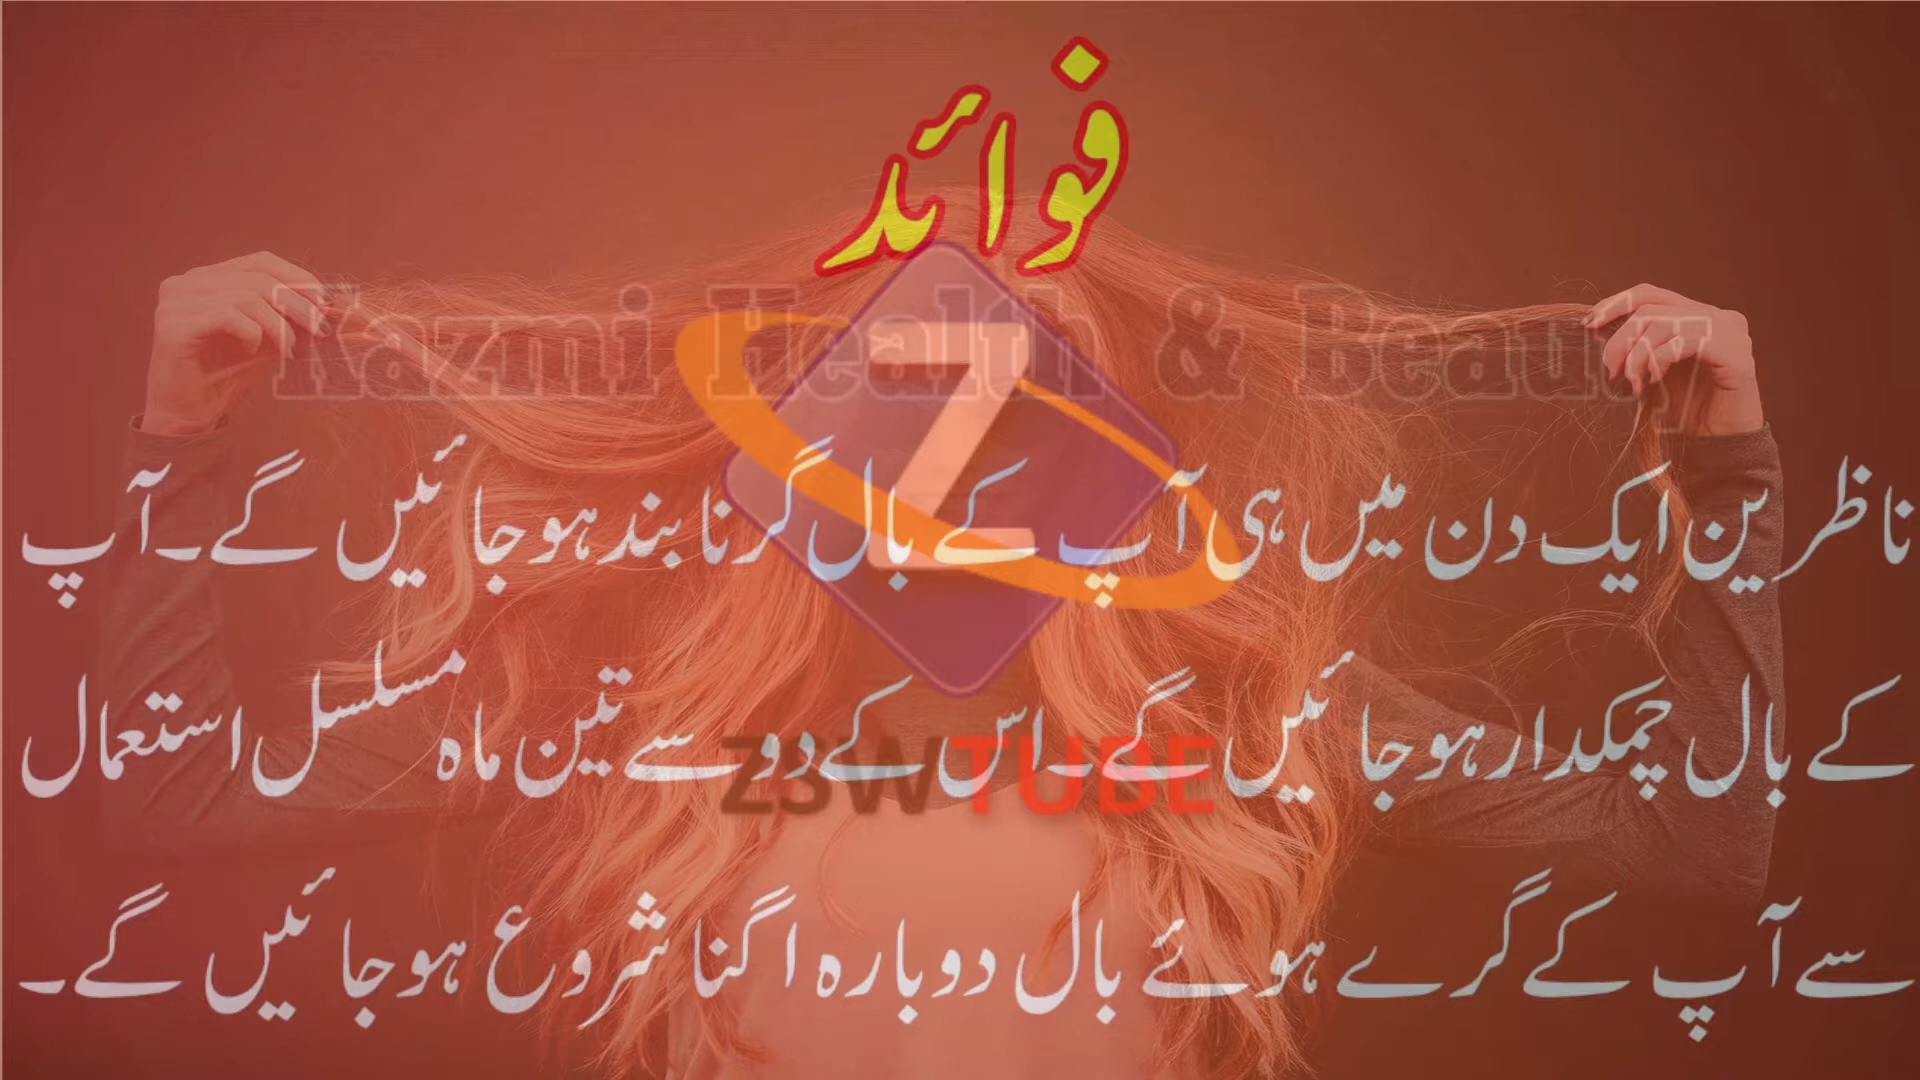 فوائد
Kazmi Health & Beauty
Z
ناظرین ایک دن میں ہی آپ کے بال گرنا بند ہو جائیں گے۔ آپ
کے بال چمکدار ہو جائیں گے۔ اس کے دو سے تین ماہ مسلسل استعمال
ZSWTUBE
سے آپ کے گرے ہوئے بال دوبارہ اگنا شروع ہو جائیں گے۔